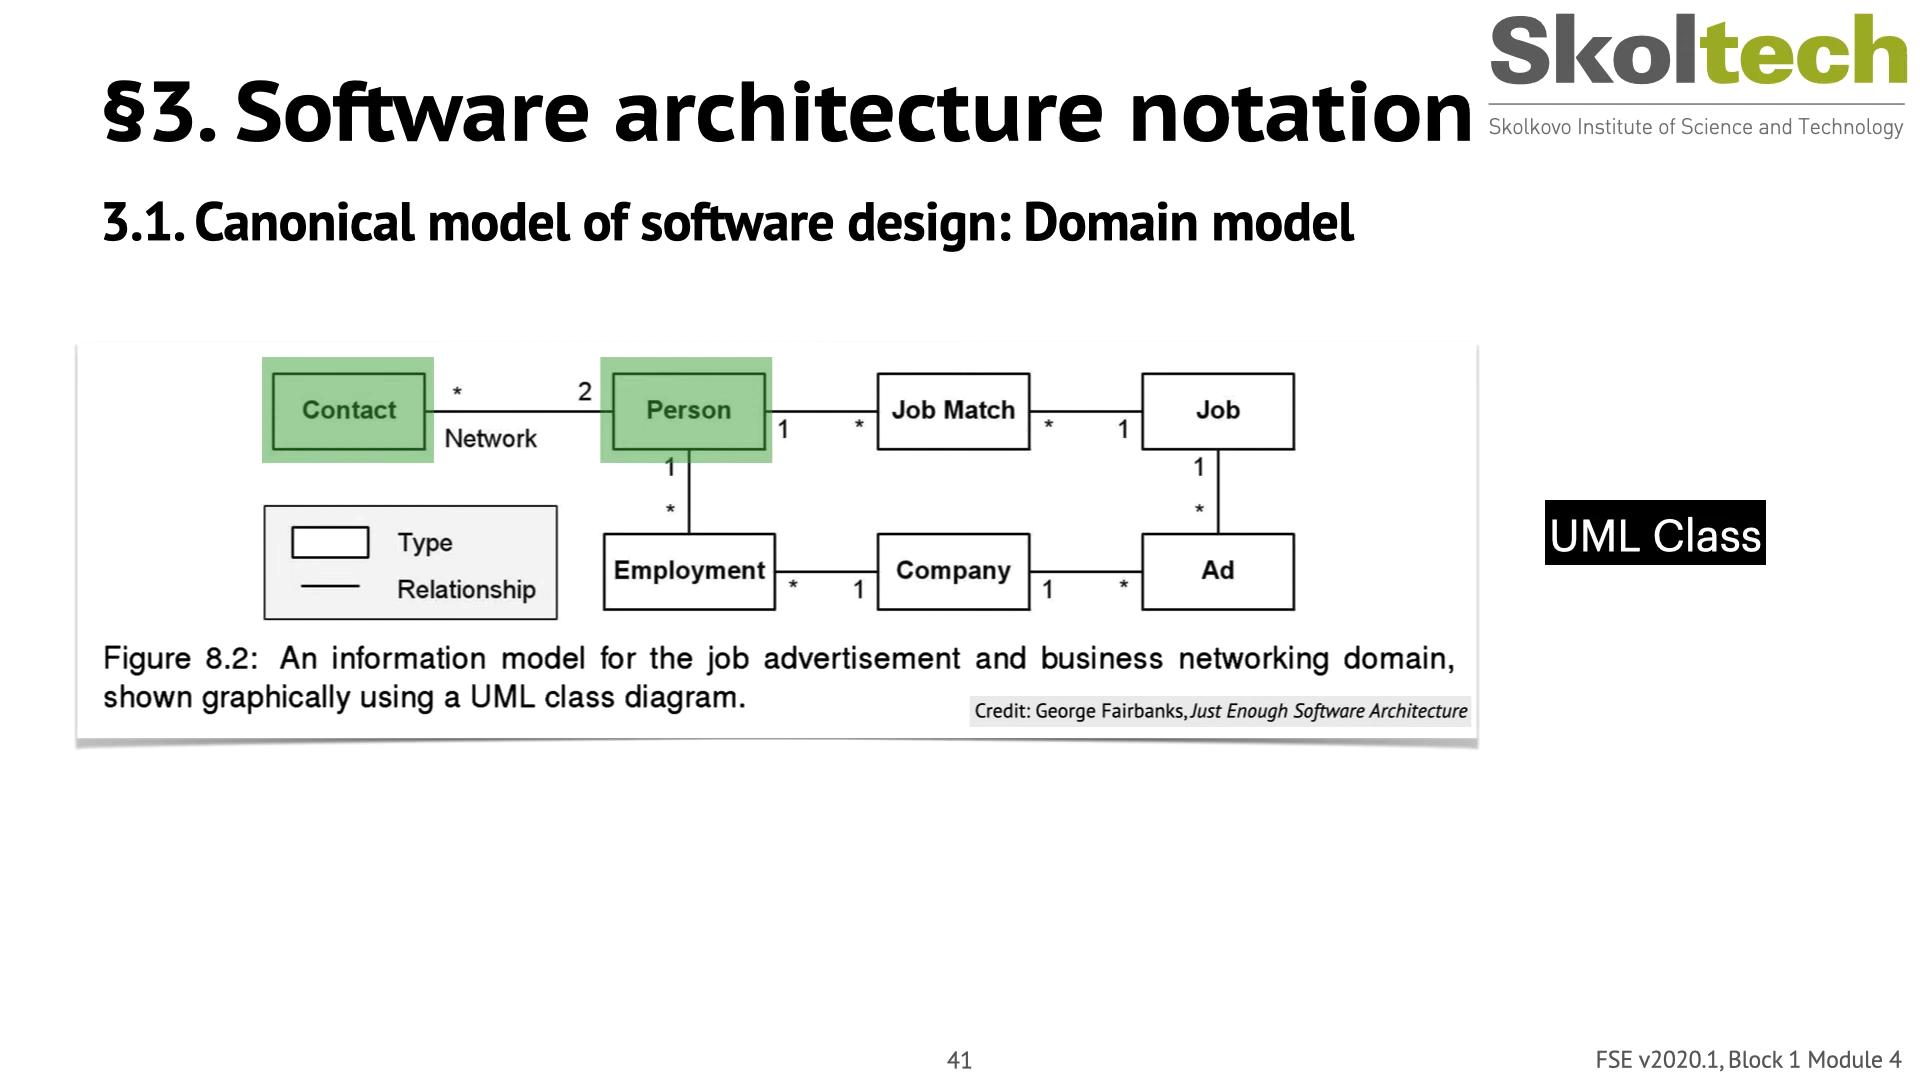 Skoltech
§3. Software architecture notation
Skolkovo Institute of Science and Technology
3.1. Canonical model of software design: Domain model
Contact
*
2
Network
Person
1
*
Job Match
*
1
Job
1
*
1
*
Type
Relationship
Employment
*
1
Company
1
*
Ad
UML Class
Figure 8.2: An information model for the job advertisement and business networking domain,
shown graphically using a UML class diagram.
Credit: George Fairbanks, Just Enough Software Architecture
41
FSE v2020.1, Block 1 Module 4